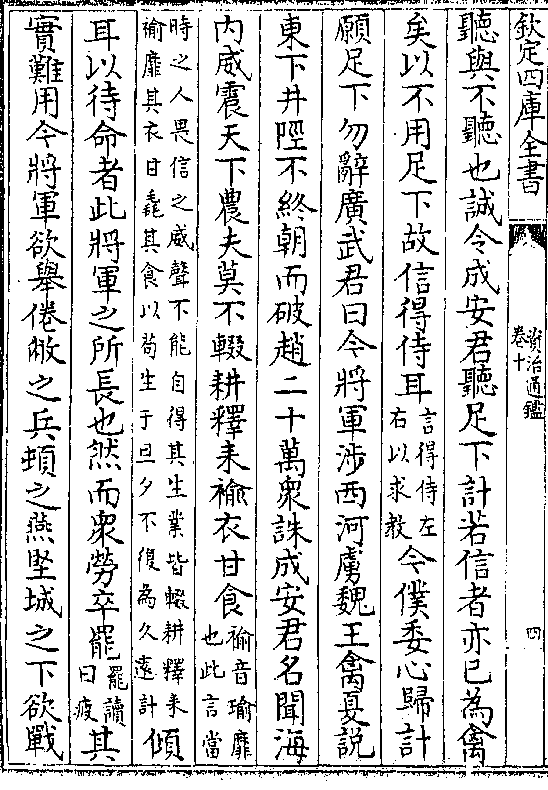 欽定四庫全書
資治通鑑
卷十
四
聽與不聽也誠令成安君聽足下計若信者亦已為禽
矣以不用足下故信得侍耳言得侍左右以求教今僕委心歸計
願足下勿辭廣武君曰今將軍涉西河虜魏王禽夏説
東下井陘不終朝而破趙二十萬衆誅成安君名聞海
内威震天下農夫莫不輟耕釋耒褕衣甘食褕音瑜靡也此言當
時之人畏信之威聲不能自得其生業皆輟耕釋耒
褕靡其衣甘毳其食以苟生于旦夕不復為久遠計傾
耳以待命者此將軍之所長也然而衆勞卒罷罷讀曰疲其
實難用今將軍欲舉倦敝之兵頓之燕堅城之下欲戰